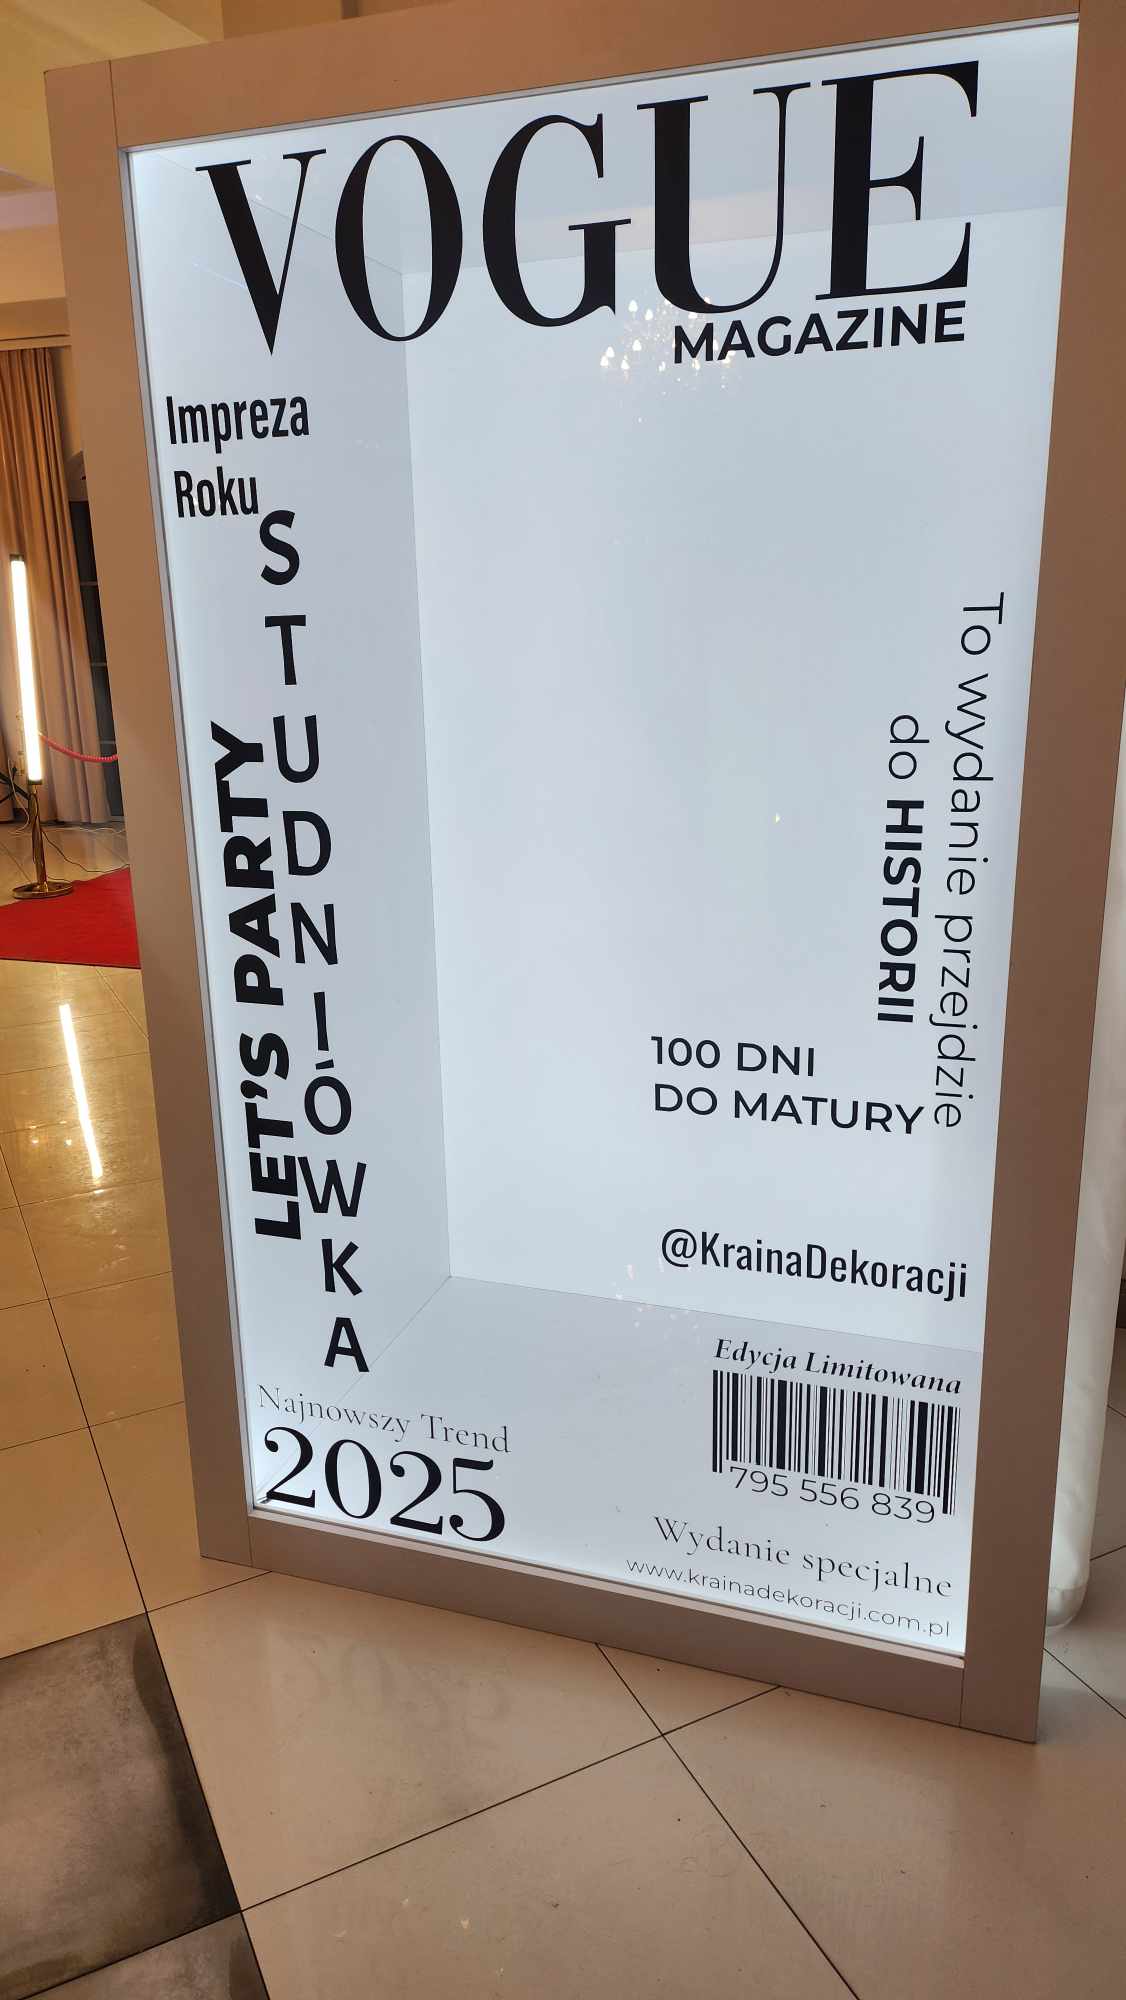 VOGUE
MAGAZINE
Impreza
Roku
STUDNIÓWKA
LET'S PARTY
To wydanie przejdzie
do HISTORII
100 DNI
DO MATURY
@KrainaDekoracji
Edycja Limitowana
795 556 839
Najnowszy Trend
2025
Wydanie specjalne
www.krainadekoracji.com.pl